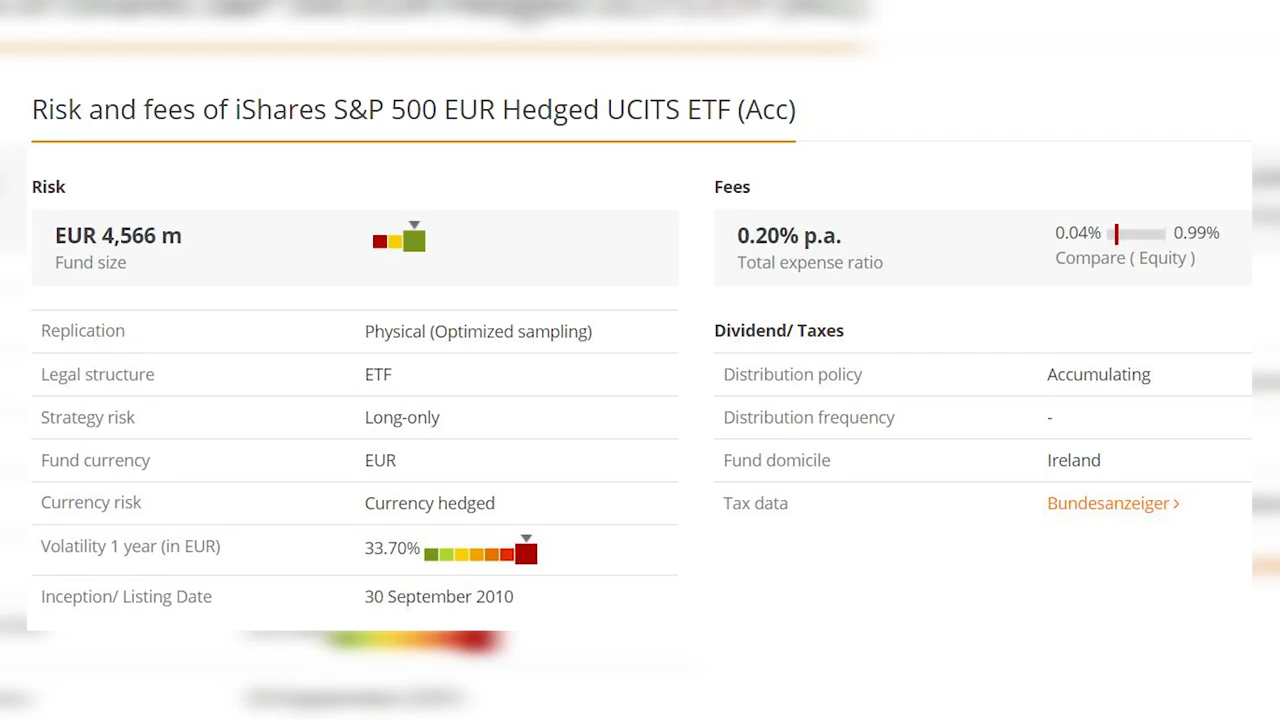 Risk and fees of iShares S&P 500 EUR Hedged UCITS ETF (Acc)
Risk
EUR 4,566 m
Fund size
Replication Physical (Optimized sampling)
Legal structure ETF
Strategy risk Long-only
Fund currency EUR
Currency risk Currency hedged
Volatility 1 year (in EUR) 33.70%
Inception/ Listing Date 30 September 2010
Fees
0.20% p.a.
Total expense ratio
0.04% 0.99%
Compare ( Equity )
Dividend/ Taxes
Distribution policy Accumulating
Distribution frequency -
Fund domicile Ireland
Tax data Bundesanzeiger >